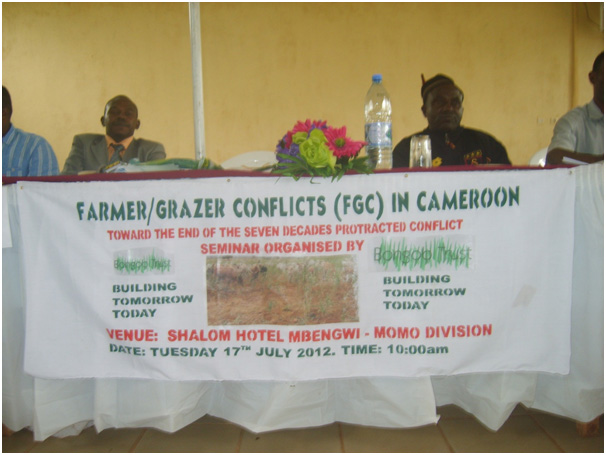 FARMER/GRAZER CONFLICTS (FGC) IN CAMEROON
TOWARD THE END OF THE SEVEN DECADES PROTRACTED CONFLICT
SEMINAR ORGANISED BY
Trust
BUILDING
TOMORROW
TODAY
Trust
BUILDING
TOMORROW
TODAY
VENUE: SHALOM HOTEL MBENGWI - MOMO DIVISION
DATE: TUESDAY 17TH JULY 2012. TIME: 10:00am